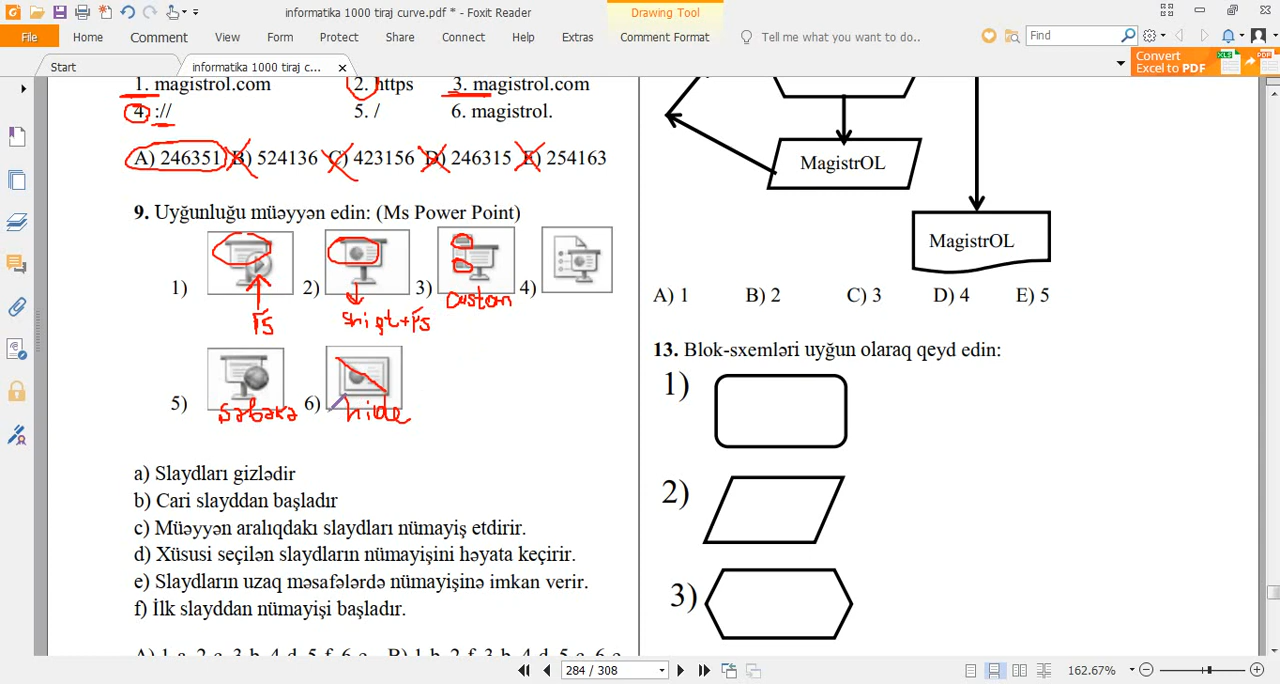 informatika 1000 tiraj curve.pdf * - Foxit Reader
Drawing Tool
File Home Comment View Form Protect Share Connect Help Extras Comment Format Tell me what you want to do.. Find
Start informatika 1000 tiraj c...
Convert
Excel to PDF
1. magistrol.com 2. https 3. magistrol.com
4. :// 5. / 6. magistrol.
A) 246351 B) 524136 C) 423156 D) 246315 E) 254163
9. Uyğunluğu müəyyən edin: (Ms Power Point)
1) 2) 3) 4)
F5 Shift+F5 Custom
5) 6)
Şəbəkə hide
a) Slaydları gizlədir
b) Cari slayddan başladır
c) Müəyyən aralıqdakı slaydları nümayiş etdirir.
d) Xüsusi seçilən slaydların nümayişini həyata keçirir.
e) Slaydların uzaq məsafələrdə nümayişinə imkan verir.
f) İlk slayddan nümayişi başladır.
MagistrOL
MagistrOL
A) 1 B) 2 C) 3 D) 4 E) 5
13. Blok-sxemləri uyğun olaraq qeyd edin:
1)
2)
3)
284 / 308
162.67%